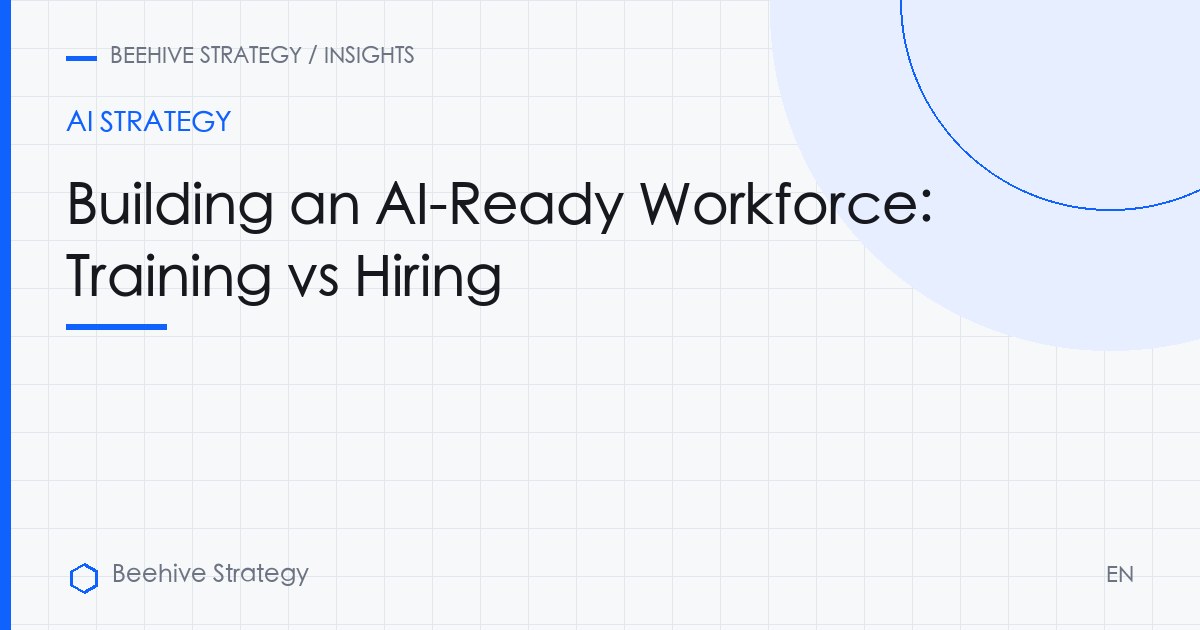 BEEHIVE STRATEGY / INSIGHTS
AI STRATEGY
Building an AI-Ready Workforce:
Training vs Hiring
Beehive Strategy
EN